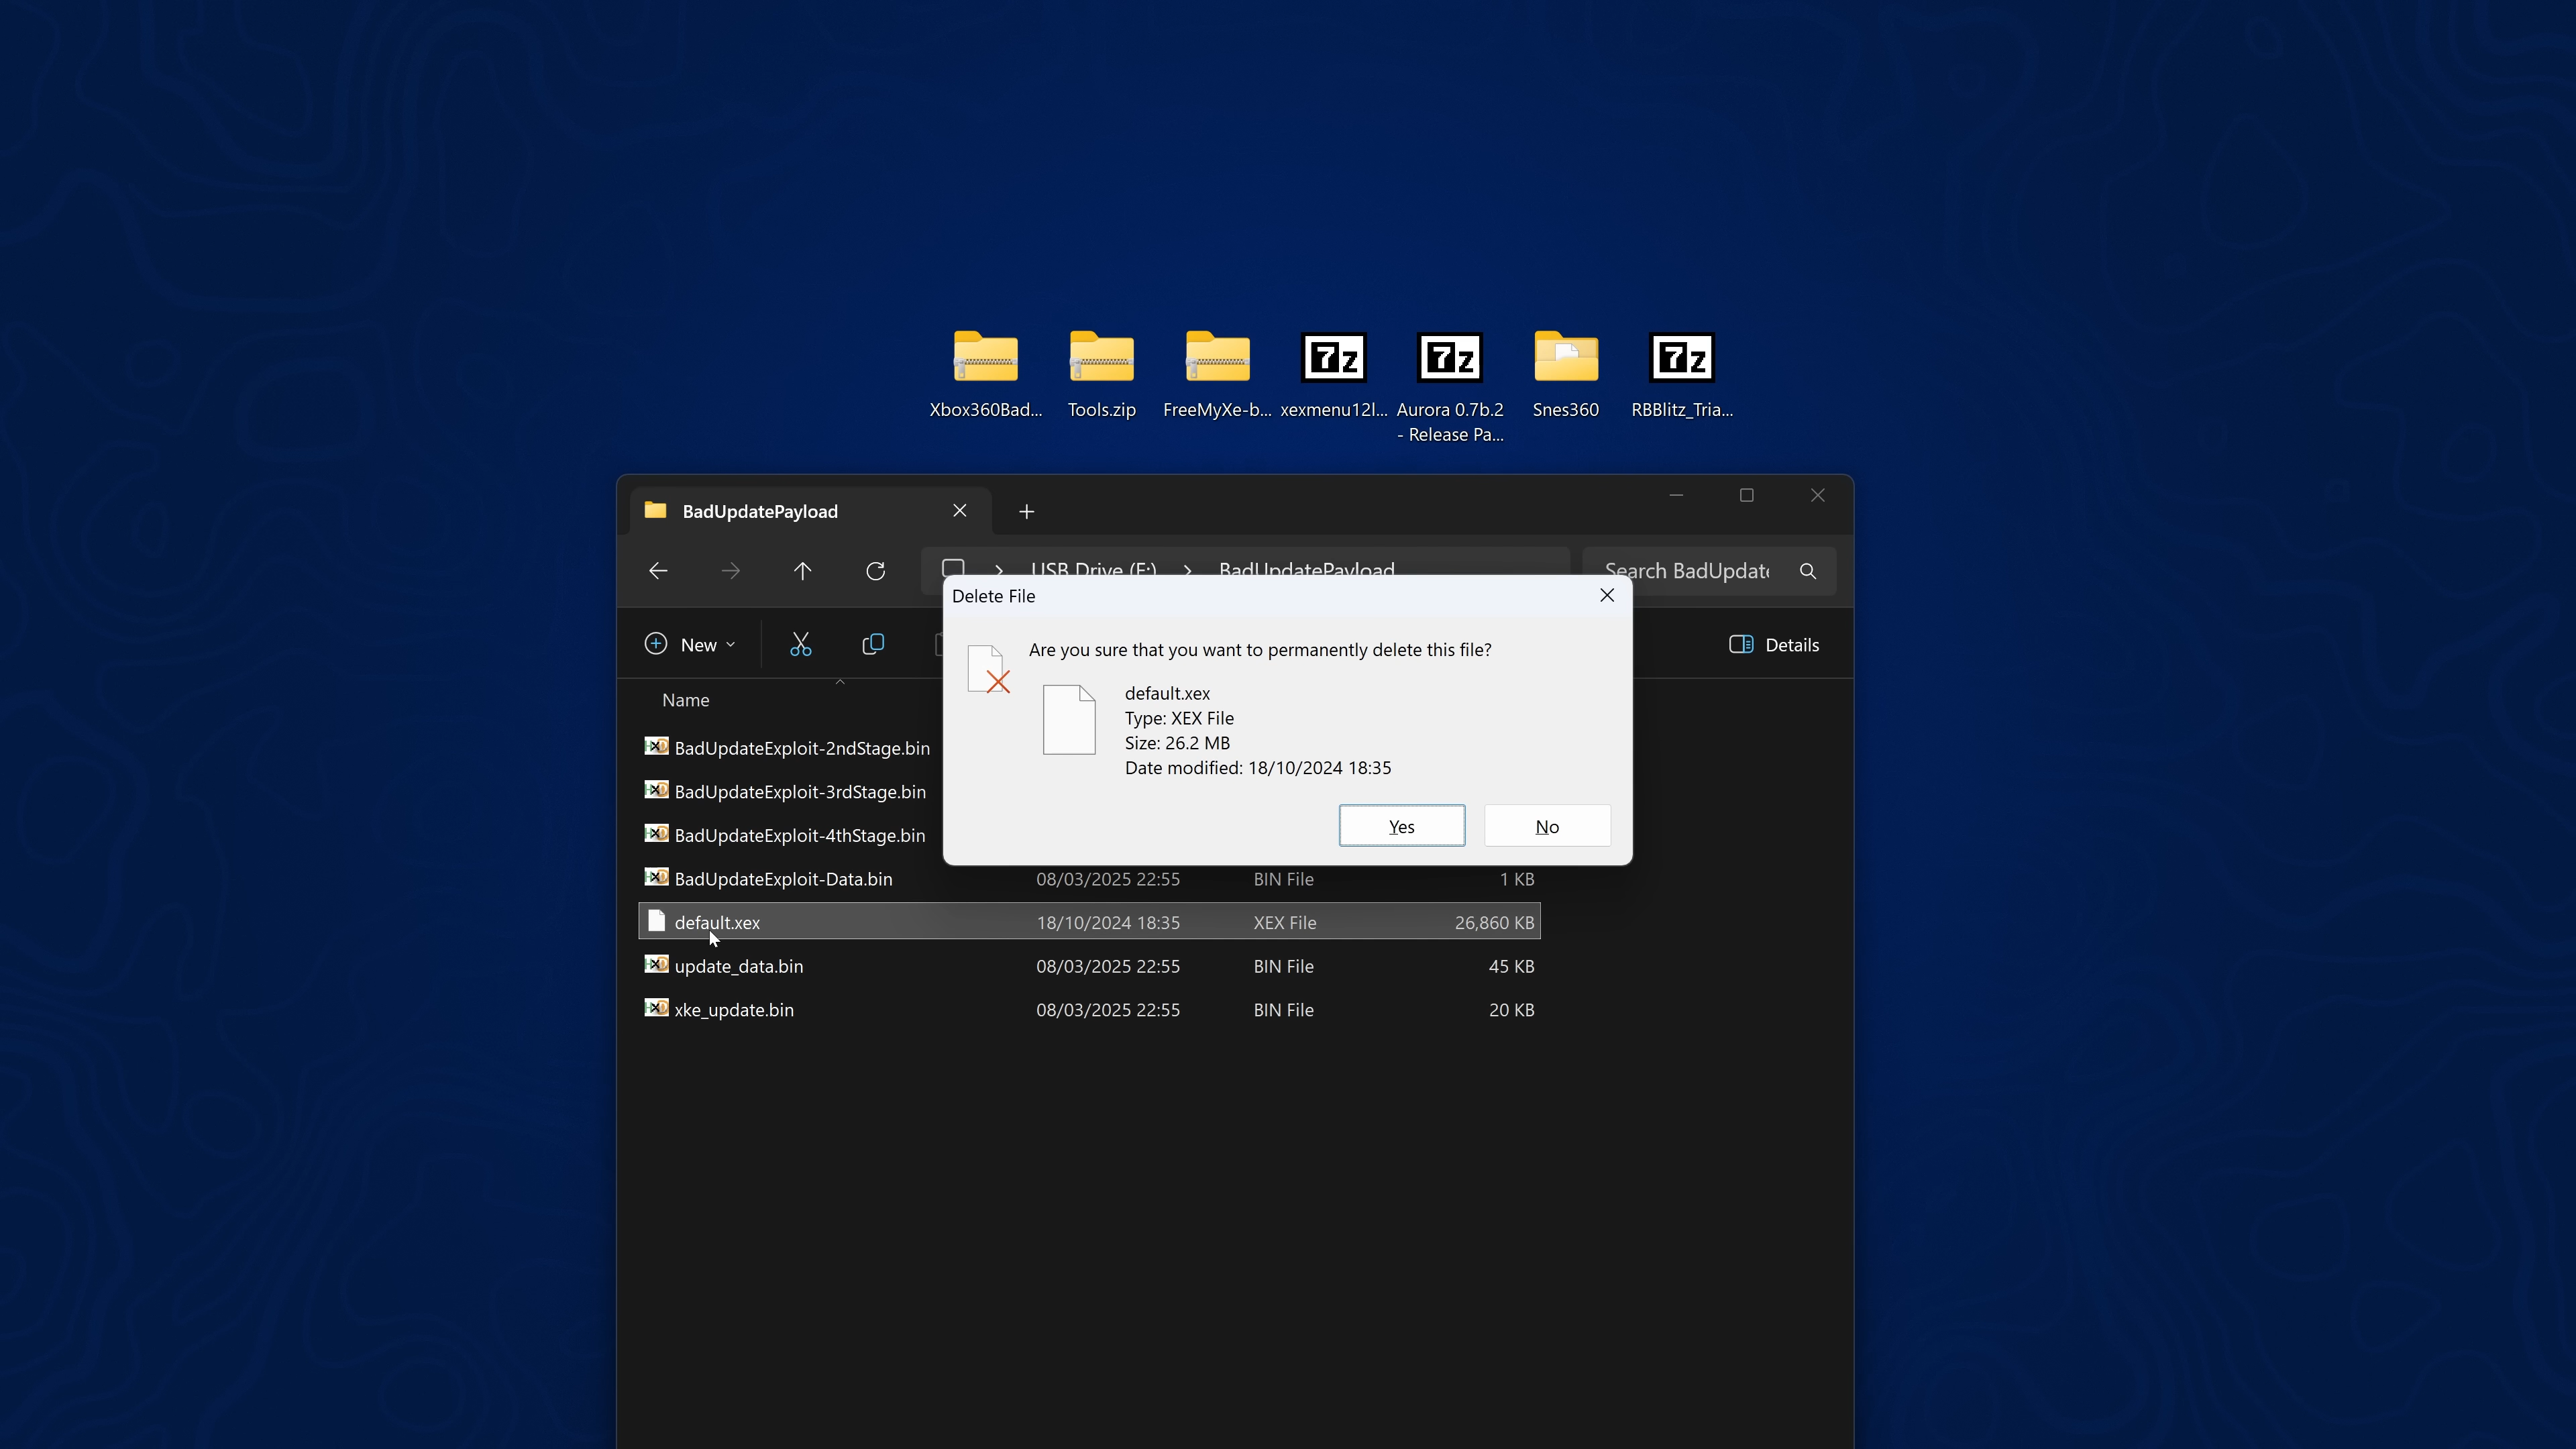 Xbox360Bad...
Tools.zip
FreeMyXe-b...
xexmenu12l...
Aurora 0.7b.2
- Release Pa...
Snes360
RBBlitz_Tria...
BadUpdatePayload
USB Drive (E:) > BadUpdatePayload
Search BadUpdate
New
Details
Name
Delete File
Are you sure that you want to permanently delete this file?
default.xex
Type: XEX File
Size: 26.2 MB
Date modified: 18/10/2024 18:35
Yes
No
BadUpdateExploit-2ndStage.bin
BadUpdateExploit-3rdStage.bin
BadUpdateExploit-4thStage.bin
BadUpdateExploit-Data.bin 08/03/2025 22:55 BIN File 1 KB
default.xex 18/10/2024 18:35 XEX File 26,860 KB
update_data.bin 08/03/2025 22:55 BIN File 45 KB
xke_update.bin 08/03/2025 22:55 BIN File 20 KB